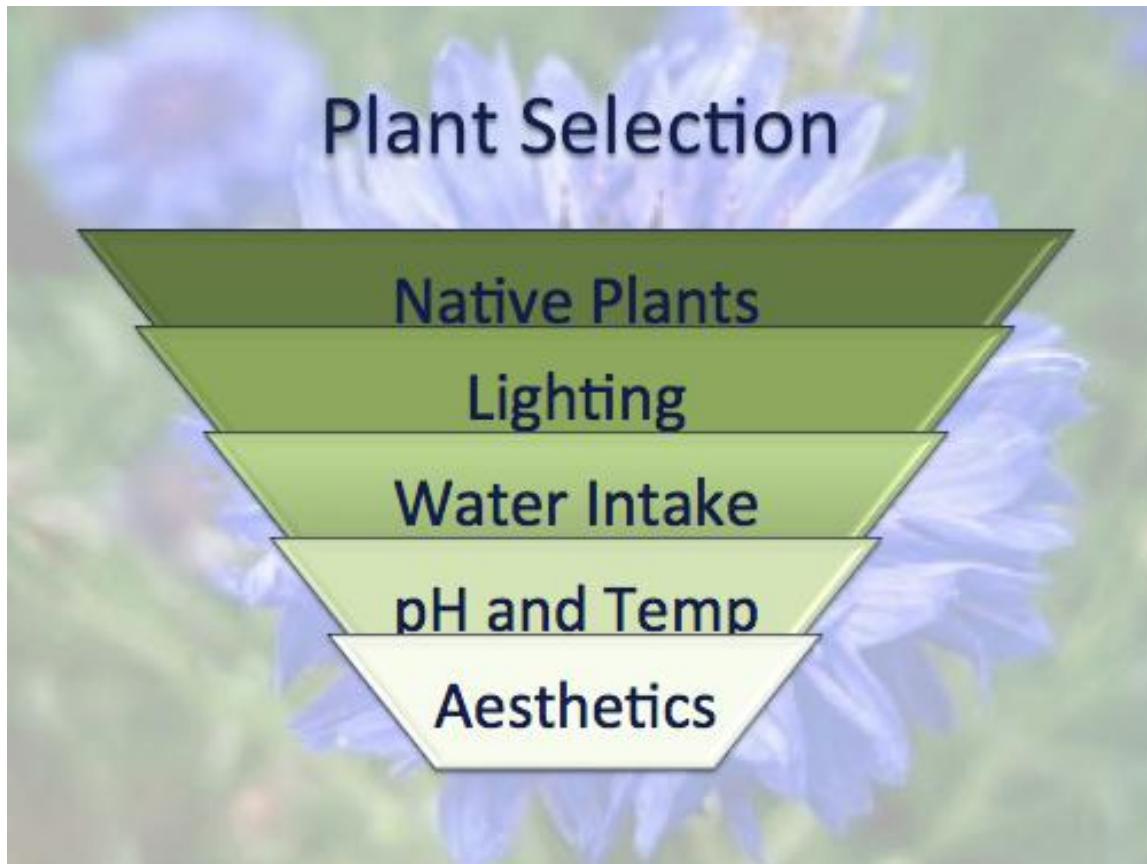 Plant Selection
Native Plants
Lighting
Water Intake
pH and Temp
Aesthetics